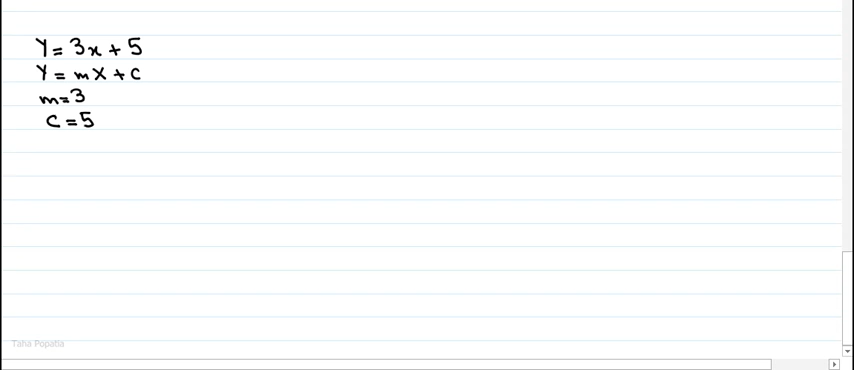 Y = 3x + 5
Y = mX + C
m = 3
C = 5
Taha Popatia